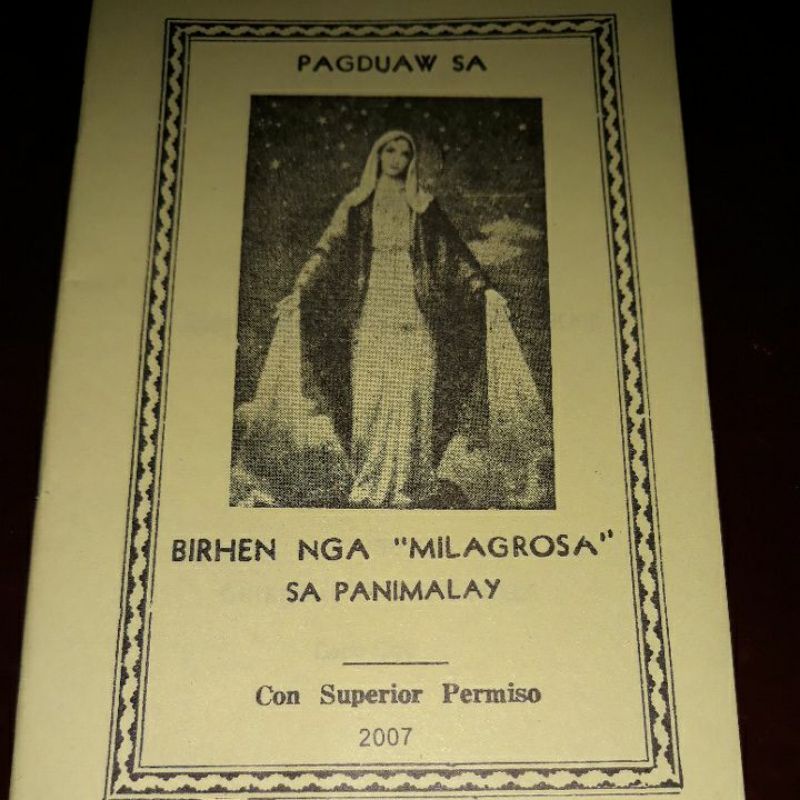 PAGDUAW SA
BIRHEN NGA "MILAGROSA"
SA PANIMALAY
Con Superior Permiso
2007